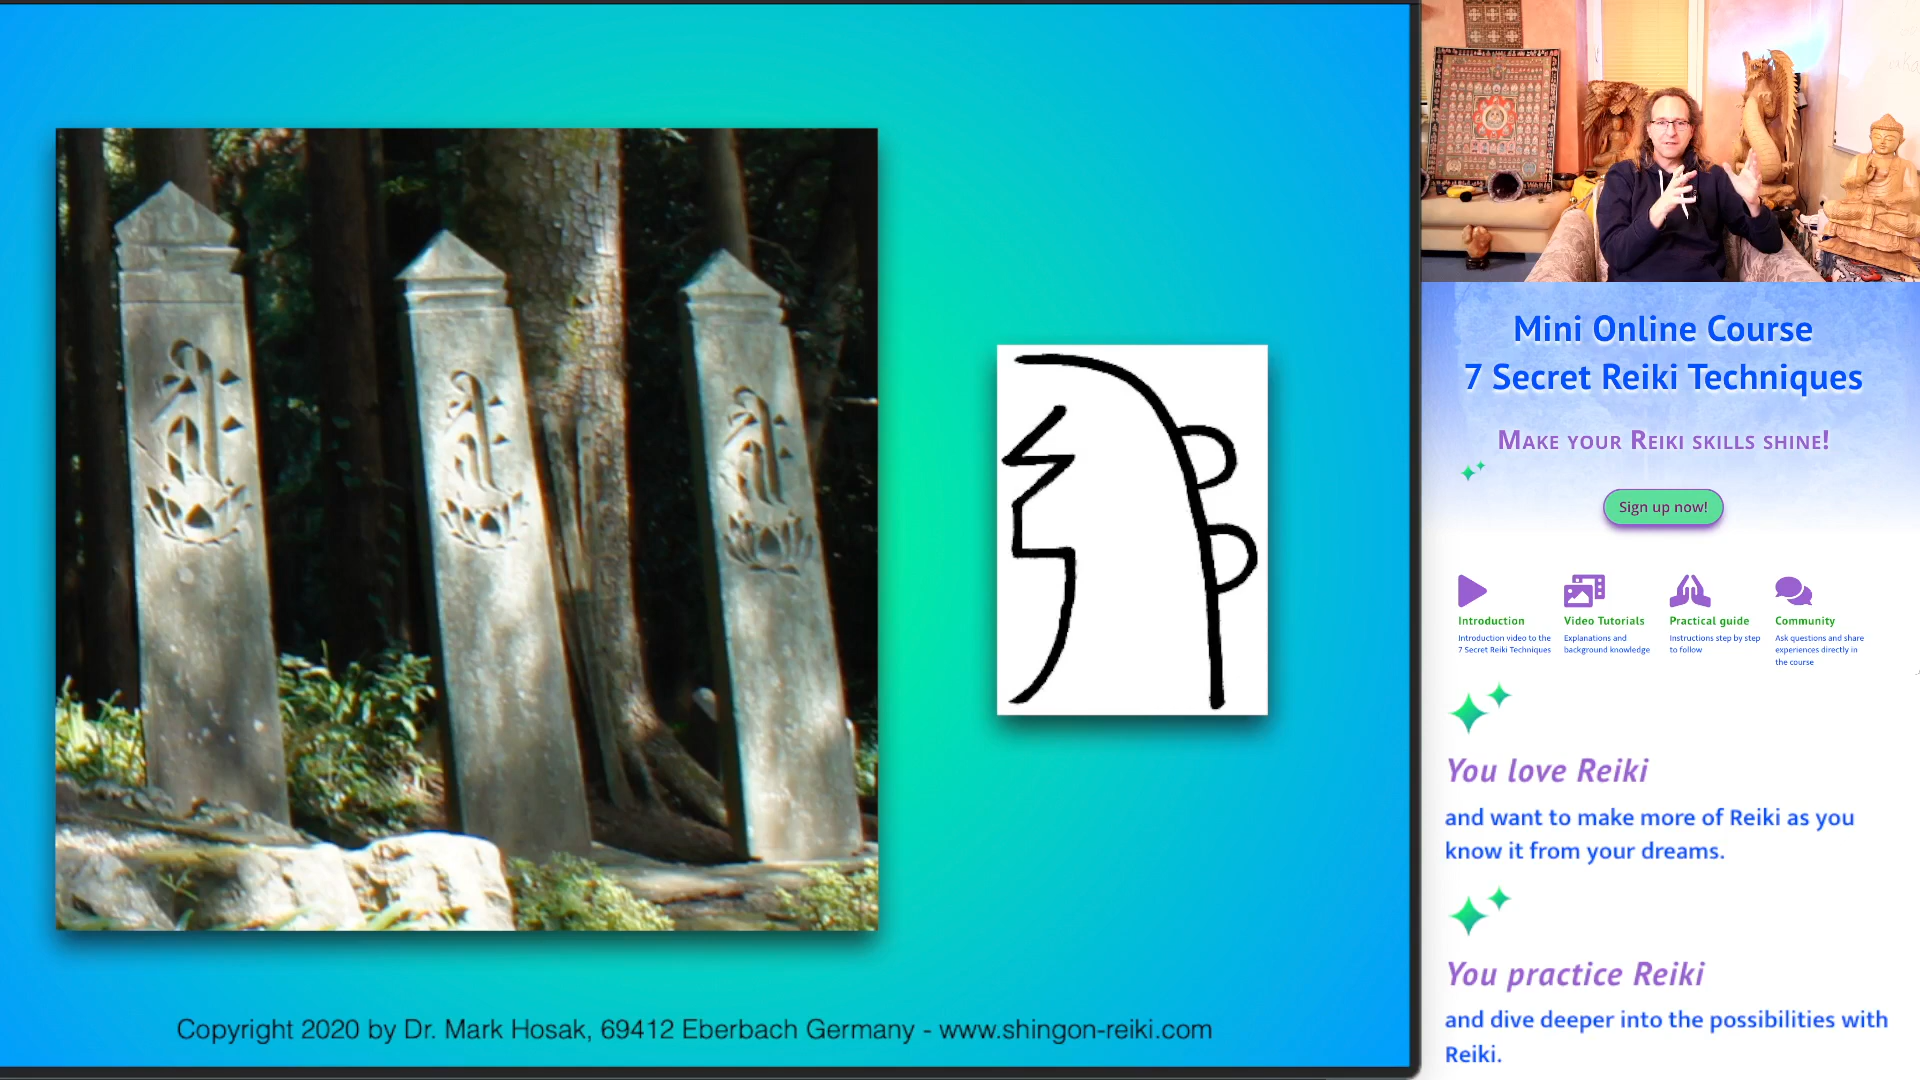 Copyright 2020 by Dr. Mark Hosak, 69412 Eberbach Germany - www.shingon-reiki.com
Mini Online Course
7 Secret Reiki Techniques
Make your Reiki skills shine!
Sign up now!
Introduction
Introduction video to the
7 Secret Reiki Techniques
Video Tutorials
Explanations and
background knowledge
Practical guide
Instructions step by step
to follow
Community
Ask questions and share
experiences directly in
the course
You love Reiki
and want to make more of Reiki as you
know it from your dreams.
You practice Reiki
and dive deeper into the possibilities with
Reiki.